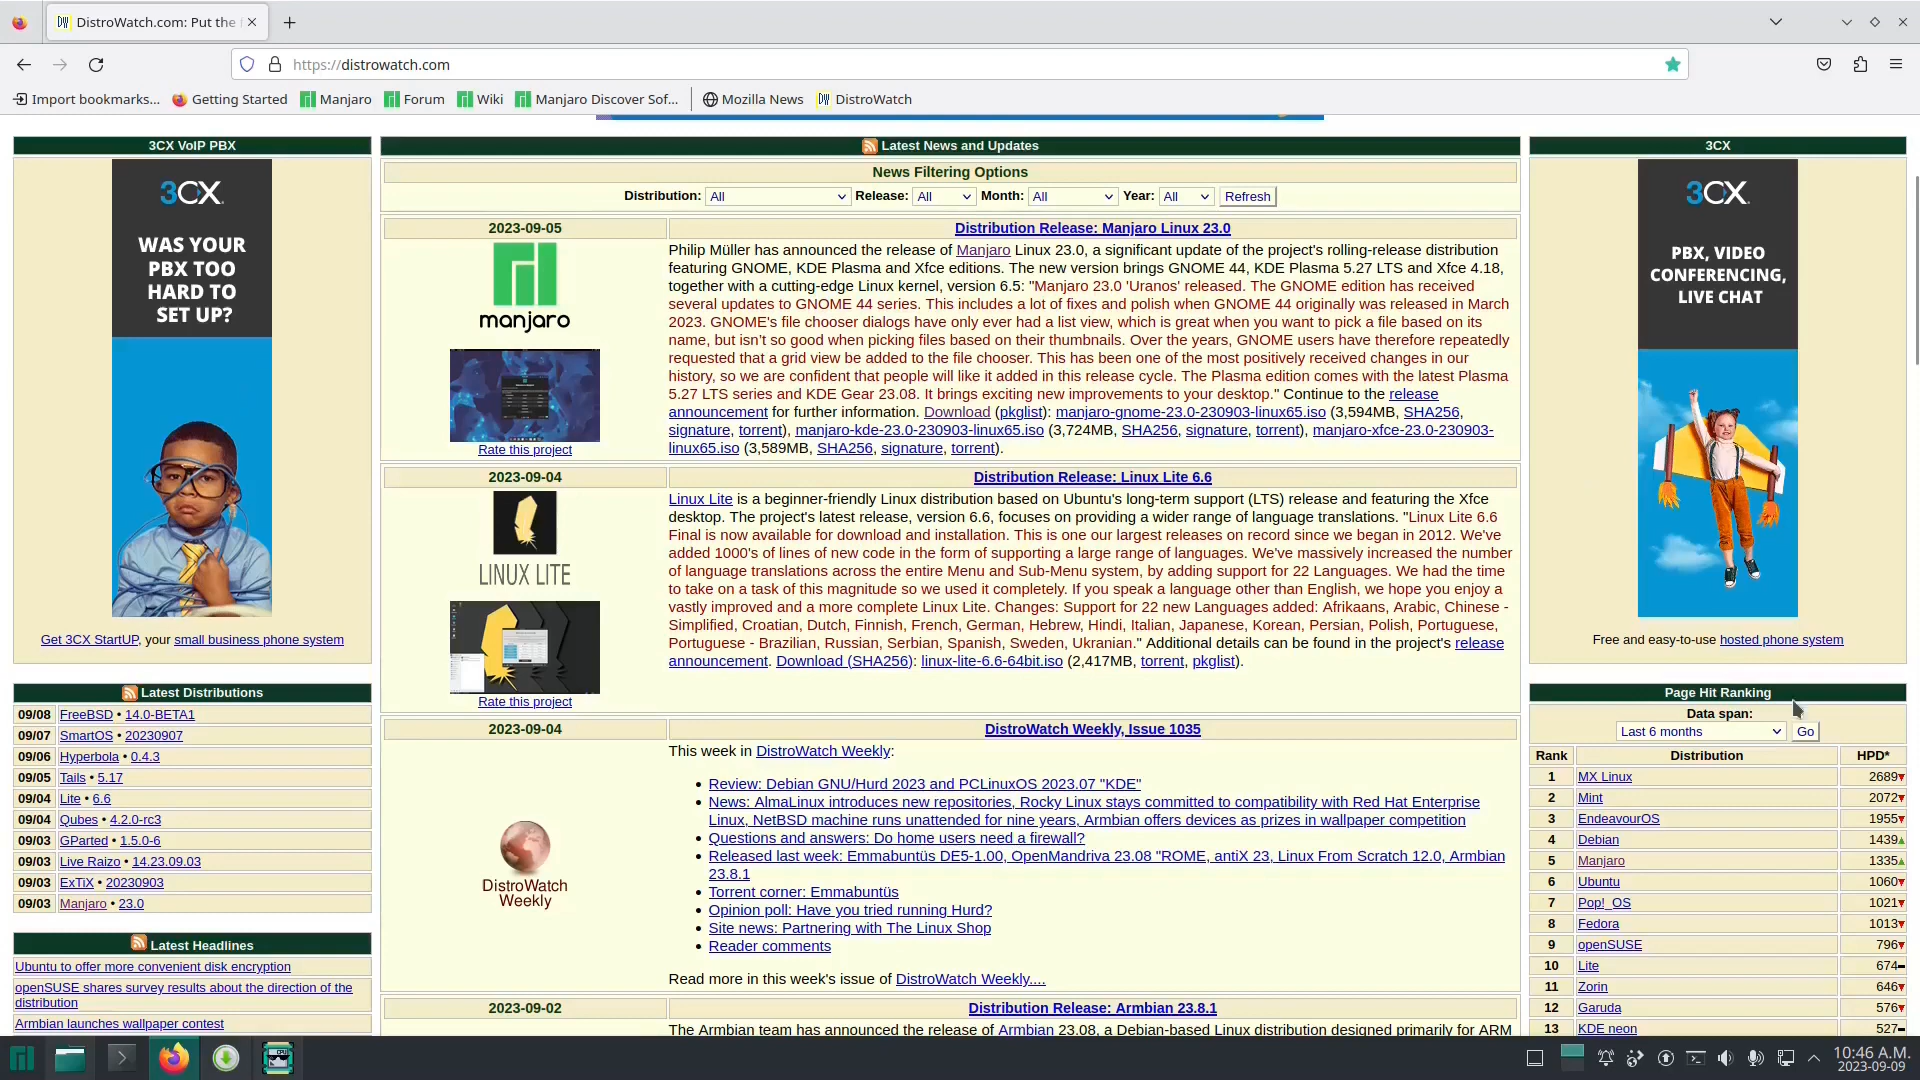 DistroWatch.com: Put the
https://distrowatch.com
Import bookmarks...
Getting Started
Manjaro
Forum
Wiki
Manjaro Discover Sof...
Mozilla News
DistroWatch
3CX VoIP PBX
3CX
WAS YOUR
PBX TOO
HARD TO
SET UP?
Get 3CX StartUP, your small business phone system
Latest Distributions
09/08 FreeBSD • 14.0-BETA1
09/07 SmartOS • 20230907
09/06 Hyperbola • 0.4.3
09/05 Tails • 5.17
09/04 Lite • 6.6
09/04 Qubes • 4.2.0-rc3
09/03 GParted • 1.5.0-6
09/03 Live Raizo • 14.23.09.03
09/03 ExTiX • 20230903
09/03 Manjaro • 23.0
Latest Headlines
Ubuntu to offer more convenient disk encryption
openSUSE shares survey results about the direction of the
distribution
Armbian launches wallpaper contest
Latest News and Updates
News Filtering Options
Distribution: All Release: All Month: All Year: All Refresh
2023-09-05
Distribution Release: Manjaro Linux 23.0
manjaro
Rate this project
Philip Müller has announced the release of Manjaro Linux 23.0, a significant update of the project's rolling-release distribution
featuring GNOME, KDE Plasma and Xfce editions. The new version brings GNOME 44, KDE Plasma 5.27 LTS and Xfce 4.18,
together with a cutting-edge Linux kernel, version 6.5: "Manjaro 23.0 'Uranos' released. The GNOME edition has received
several updates to GNOME 44 series. This includes a lot of fixes and polish when GNOME 44 originally was released in March
2023. GNOME's file chooser dialogs have only ever had a list view, which is great when you want to pick a file based on its
name, but isn't so good when picking files based on their thumbnails. Over the years, GNOME users have therefore repeatedly
requested that a grid view be added to the file chooser. This has been one of the most positively received changes in our
history, so we are confident that people will like it added in this release cycle. The Plasma edition comes with the latest Plasma
5.27 LTS series and KDE Gear 23.08. It brings exciting new improvements to your desktop." Continue to the release
announcement for further information. Download (pkglist): manjaro-gnome-23.0-230903-linux65.iso (3,594MB, SHA256,
signature, torrent), manjaro-kde-23.0-230903-linux65.iso (3,724MB, SHA256, signature, torrent), manjaro-xfce-23.0-230903-
linux65.iso (3,589MB, SHA256, signature, torrent).
2023-09-04
Distribution Release: Linux Lite 6.6
LINUX LITE
Rate this project
Linux Lite is a beginner-friendly Linux distribution based on Ubuntu's long-term support (LTS) release and featuring the Xfce
desktop. The project's latest release, version 6.6, focuses on providing a wider range of language translations. "Linux Lite 6.6
Final is now available for download and installation. This is one our largest releases on record since we began in 2012. We've
added 1000's of lines of new code in the form of supporting a large range of languages. We've massively increased the number
of language translations across the entire Menu and Sub-Menu system, by adding support for 22 Languages. We had the time
to take on a task of this magnitude so we used it completely. If you speak a language other than English, we hope you enjoy a
vastly improved and a more complete Linux Lite. Changes: Support for 22 new Languages added: Afrikaans, Arabic, Chinese -
Simplified, Croatian, Dutch, Finnish, French, German, Hebrew, Hindi, Italian, Japanese, Korean, Persian, Polish, Portuguese,
Portuguese - Brazilian, Russian, Serbian, Spanish, Sweden, Ukranian." Additional details can be found in the project's release
announcement. Download (SHA256): linux-lite-6.6-64bit.iso (2,417MB, torrent, pkglist).
2023-09-04
DistroWatch Weekly, Issue 1035
DistroWatch
Weekly
This week in DistroWatch Weekly:
• Review: Debian GNU/Hurd 2023 and PCLinuxOS 2023.07 "KDE"
• News: AlmaLinux introduces new repositories, Rocky Linux stays committed to compatibility with Red Hat Enterprise
Linux, NetBSD machine runs unattended for nine years, Armbian offers devices as prizes in wallpaper competition
• Questions and answers: Do home users need a firewall?
• Released last week: Emmabuntüs DE5-1.00, OpenMandriva 23.08 "ROME, antiX 23, Linux From Scratch 12.0, Armbian
23.8.1
• Torrent corner: Emmabuntüs
• Opinion poll: Have you tried running Hurd?
• Site news: Partnering with The Linux Shop
• Reader comments
Read more in this week's issue of DistroWatch Weekly....
2023-09-02
Distribution Release: Armbian 23.8.1
The Armbian team has announced the release of Armbian 23.08, a Debian-based Linux distribution designed primarily for ARM
3CX
3CX
PBX, VIDEO
CONFERENCING,
LIVE CHAT
Free and easy-to-use hosted phone system
Page Hit Ranking
Data span:
Last 6 months Go
Rank Distribution HPD*
1 MX Linux 2689
2 Mint 2072
3 EndeavourOS 1955
4 Debian 1439
5 Manjaro 1335
6 Ubuntu 1060
7 Pop!_OS 1021
8 Fedora 1013
9 openSUSE 796
10 Lite 674
11 Zorin 646
12 Garuda 576
13 KDE neon 527
10:46 A.M.
2023-09-09